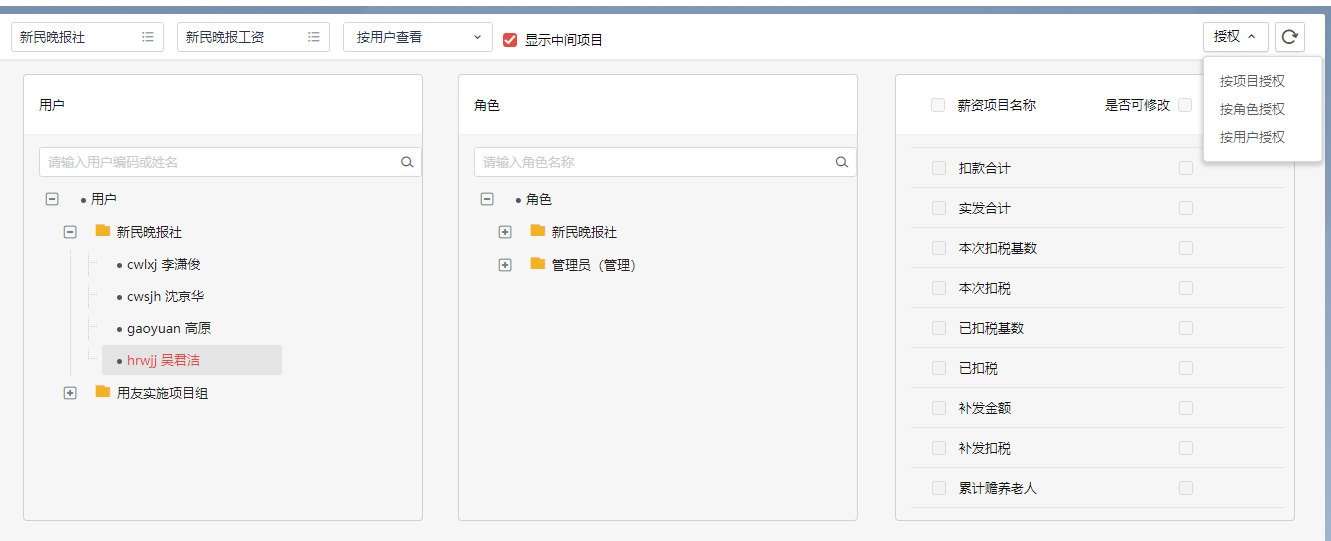 新民晚报社
新民晚报工资
按用户查看
显示中间项目
授权
按项目授权
按角色授权
按用户授权
用户
请输入用户编码或姓名
用户
新民晚报社
cwlxj 李潇俊
cwsjh 沈京华
gaoyuan 高原
hrwjj 吴君洁
用友实施项目组
角色
请输入角色名称
角色
新民晚报社
管理员（管理）
薪资项目名称 是否可修改
扣款合计
实发合计
本次扣税基数
本次扣税
已扣税基数
已扣税
补发金额
补发扣税
累计赡养老人